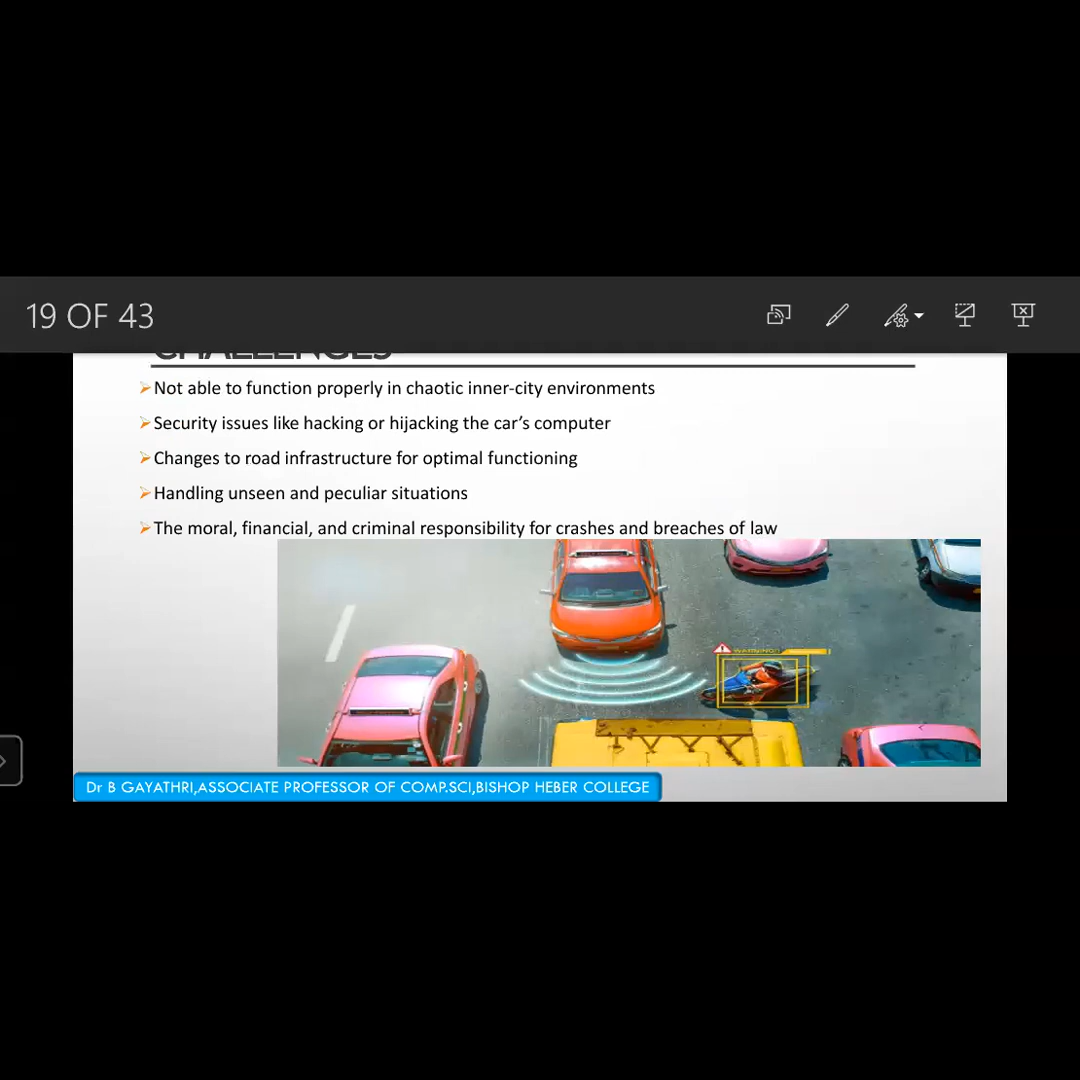 19 OF 43
CHALLENGES
Not able to function properly in chaotic inner-city environments
Security issues like hacking or hijacking the car's computer
Changes to road infrastructure for optimal functioning
Handling unseen and peculiar situations
The moral, financial, and criminal responsibility for crashes and breaches of law
WARNING!!
Dr B GAYATHRI,ASSOCIATE PROFESSOR OF COMP.SCI,BISHOP HEBER COLLEGE